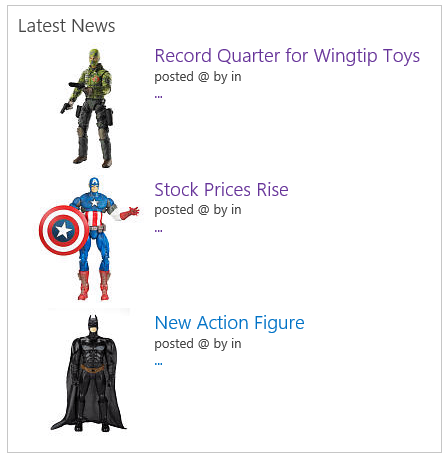 Latest News
Record Quarter for Wingtip Toys
posted @ by in
...
Stock Prices Rise
posted @ by in
...
New Action Figure
posted @ by in
...